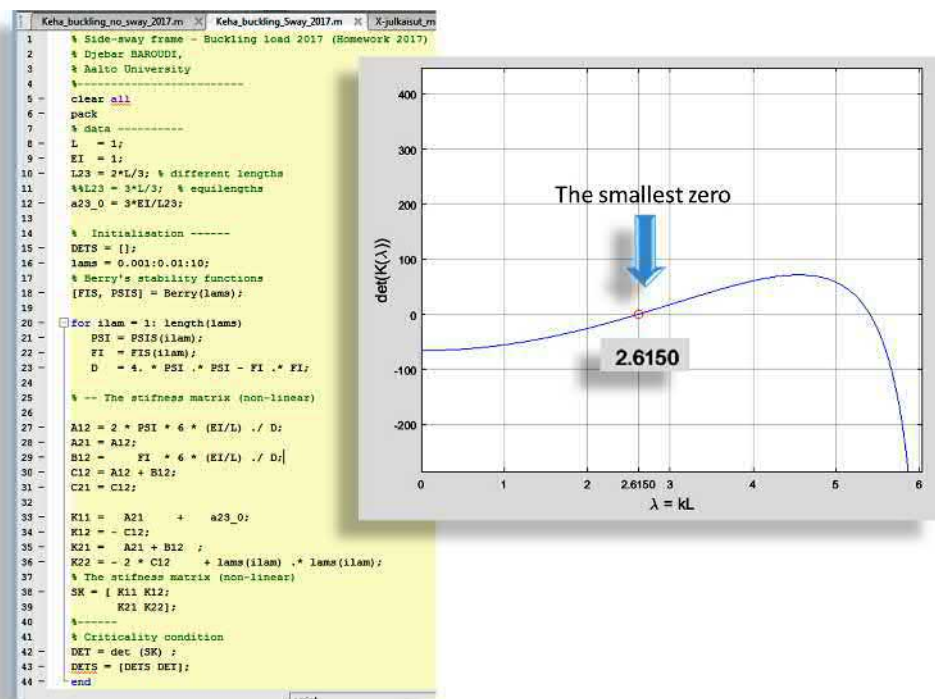 Keha_buckling_no_sway_2017.m Keha_buckling_Sway_2017.m X-julkaisut_m
1 % Side-sway frame - Buckling load 2017 (Homework 2017)
2 % Djebar BAROUDI,
3 % Aalto University
4 %-------------------------
5 - clear all
6 - pack
7 % data ----------
8 - L = 1;
9 - EI = 1;
10 - L23 = 2*L/3; % different lengths
11 %%L23 = 3*L/3; % equilengths
12 - a23_0 = 3*EI/L23;
13
14 % Initialisation ------
15 - DETS = [];
16 - lams = 0.001:0.01:10;
17 % Berry's stability functions
18 - [FIS, PSIS] = Berry(lams);
19
20 - for ilam = 1: length(lams)
21 - PSI = PSIS(ilam);
22 - FI = FIS(ilam);
23 - D = 4. * PSI .* PSI - FI .* FI;
24
25 % -- The stifness matrix (non-linear)
26
27 - A12 = 2 * PSI * 6 * (EI/L) ./ D;
28 - A21 = A12;
29 - B12 = FI * 6 * (EI/L) ./ D;
30 - C12 = A12 + B12;
31 - C21 = C12;
32
33 - K11 = A21 + a23_0;
34 - K12 = - C12;
35 - K21 = A21 + B12 ;
36 - K22 = - 2 * C12 + lams(ilam) .* lams(ilam);
37 % The stifness matrix (non-linear)
38 - SK = [ K11 K12;
39 K21 K22];
40 %------
41 % Criticality condition
42 - DET = det (SK) ;
43 - DETS = [DETS DET];
44 - end
400
300
200
100
0
-100
-200
det(K(λ))
The smallest zero
2.6150
0 1 2 2.6150 3 4 5 6
λ = kL